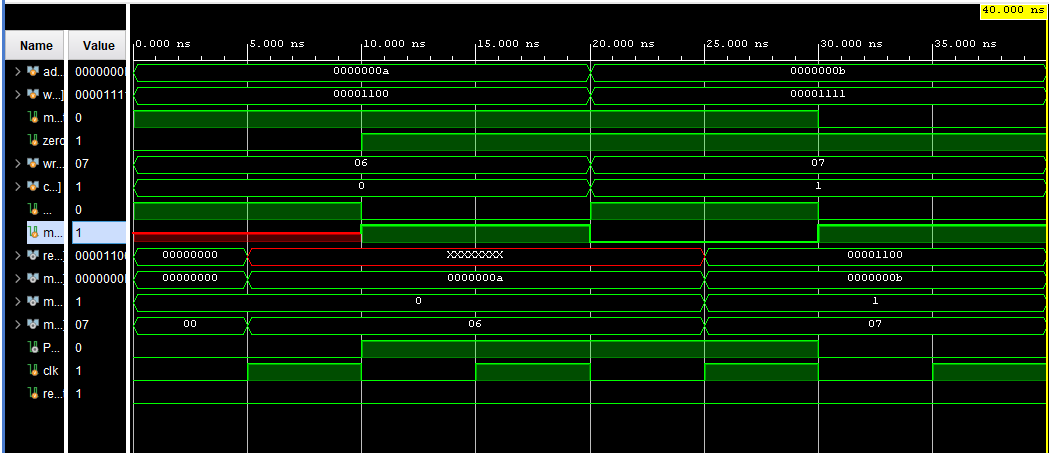 40.000 ns
Name Value 0.000 ns 5.000 ns 10.000 ns 15.000 ns 20.000 ns 25.000 ns 30.000 ns 35.000 ns
ad... 0000000 0000000a 0000000b
w...] 0000111 00001100 00001111
m... 0
zero 1
wr... 07 06 07
c...] 1 0 1
... 0
m... 1
re... 0000110 00000000 XXXXXXXX 00001100
m... 0000000 00000000 0000000a 0000000b
m... 1 0 1
m... 07 00 06 07
P... 0
clk 1
re... 1